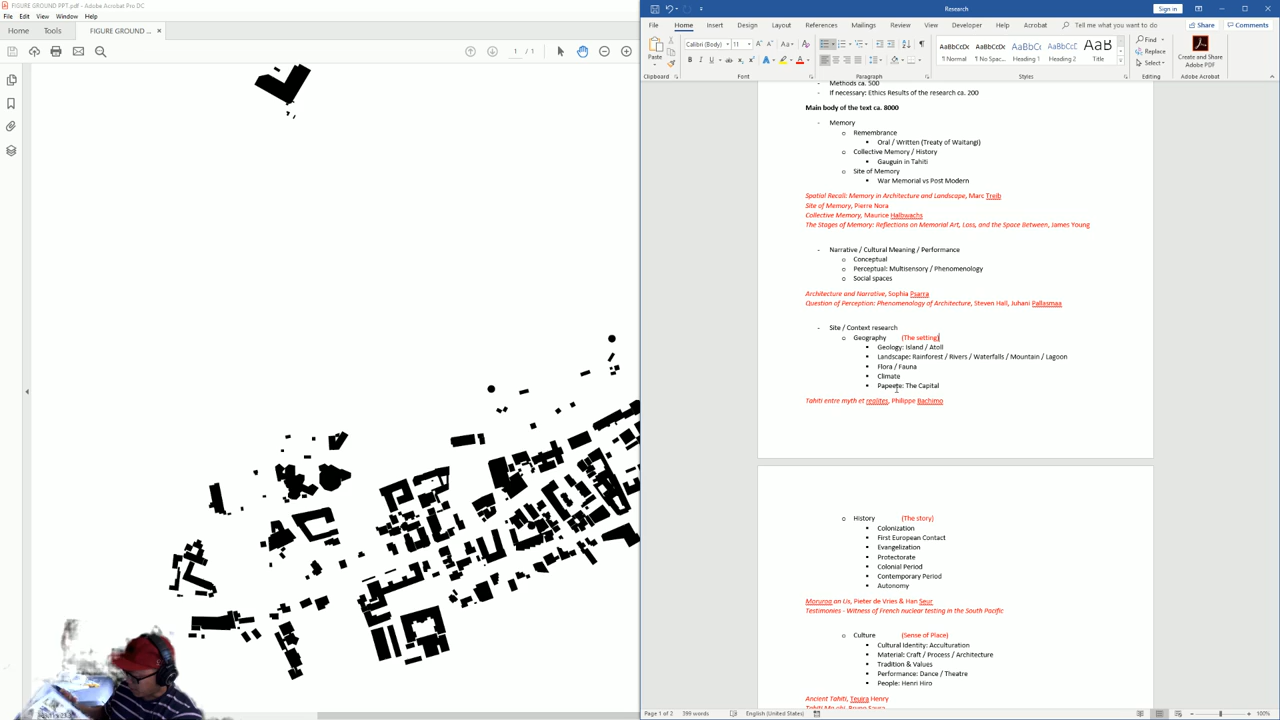 FIGURE GROUND PPT.pdf - Adobe Acrobat Pro DC
File Edit View Window Help
Home Tools FIGURE GROUND ... ×
1 / 1
Research
Sign in
File Home Insert Design Layout References Mailings Review View Developer Help Acrobat Tell me what you want to do Share Comments
Paste
Calibri (Body) 11
AaBbCcDc AaBbCcDc AaBbCc AaBbCcD AaB
¶ Normal ¶ No Spac... Heading 1 Heading 2 Title
Find
Replace
Select
Create and Share
Adobe PDF
Clipboard Font Paragraph Styles Editing Adobe Acrobat
- Methods ca. 500
- If necessary: Ethics Results of the research ca. 200
Main body of the text ca. 8000
- Memory
o Remembrance
▪ Oral / Written (Treaty of Waitangi)
o Collective Memory / History
▪ Gauguin in Tahiti
o Site of Memory
▪ War Memorial vs Post Modern
Spatial Recall: Memory in Architecture and Landscape, Marc Treib
Site of Memory, Pierre Nora
Collective Memory, Maurice Halbwachs
The Stages of Memory: Reflections on Memorial Art, Loss, and the Space Between, James Young
- Narrative / Cultural Meaning / Performance
o Conceptual
o Perceptual: Multisensory / Phenomenology
o Social spaces
Architecture and Narrative, Sophia Psarra
Question of Perception: Phenomenology of Architecture, Steven Hall, Juhani Pallasmaa
- Site / Context research
o Geography (The setting)
▪ Geology: Island / Atoll
▪ Landscape: Rainforest / Rivers / Waterfalls / Mountain / Lagoon
▪ Flora / Fauna
▪ Climate
▪ Papeete: The Capital
Tahiti entre myth et realites, Philippe Bachimo
o History (The story)
▪ Colonization
▪ First European Contact
▪ Evangelization
▪ Protectorate
▪ Colonial Period
▪ Contemporary Period
▪ Autonomy
Moruroa an Us, Pieter de Vries & Han Seur
Testimonies - Witness of French nuclear testing in the South Pacific
o Culture (Sense of Place)
▪ Cultural Identity: Acculturation
▪ Material: Craft / Process / Architecture
▪ Tradition & Values
▪ Performance: Dance / Theatre
▪ People: Henri Hiro
Ancient Tahiti, Teuira Henry
Page 1 of 2 399 words English (United States) 100%